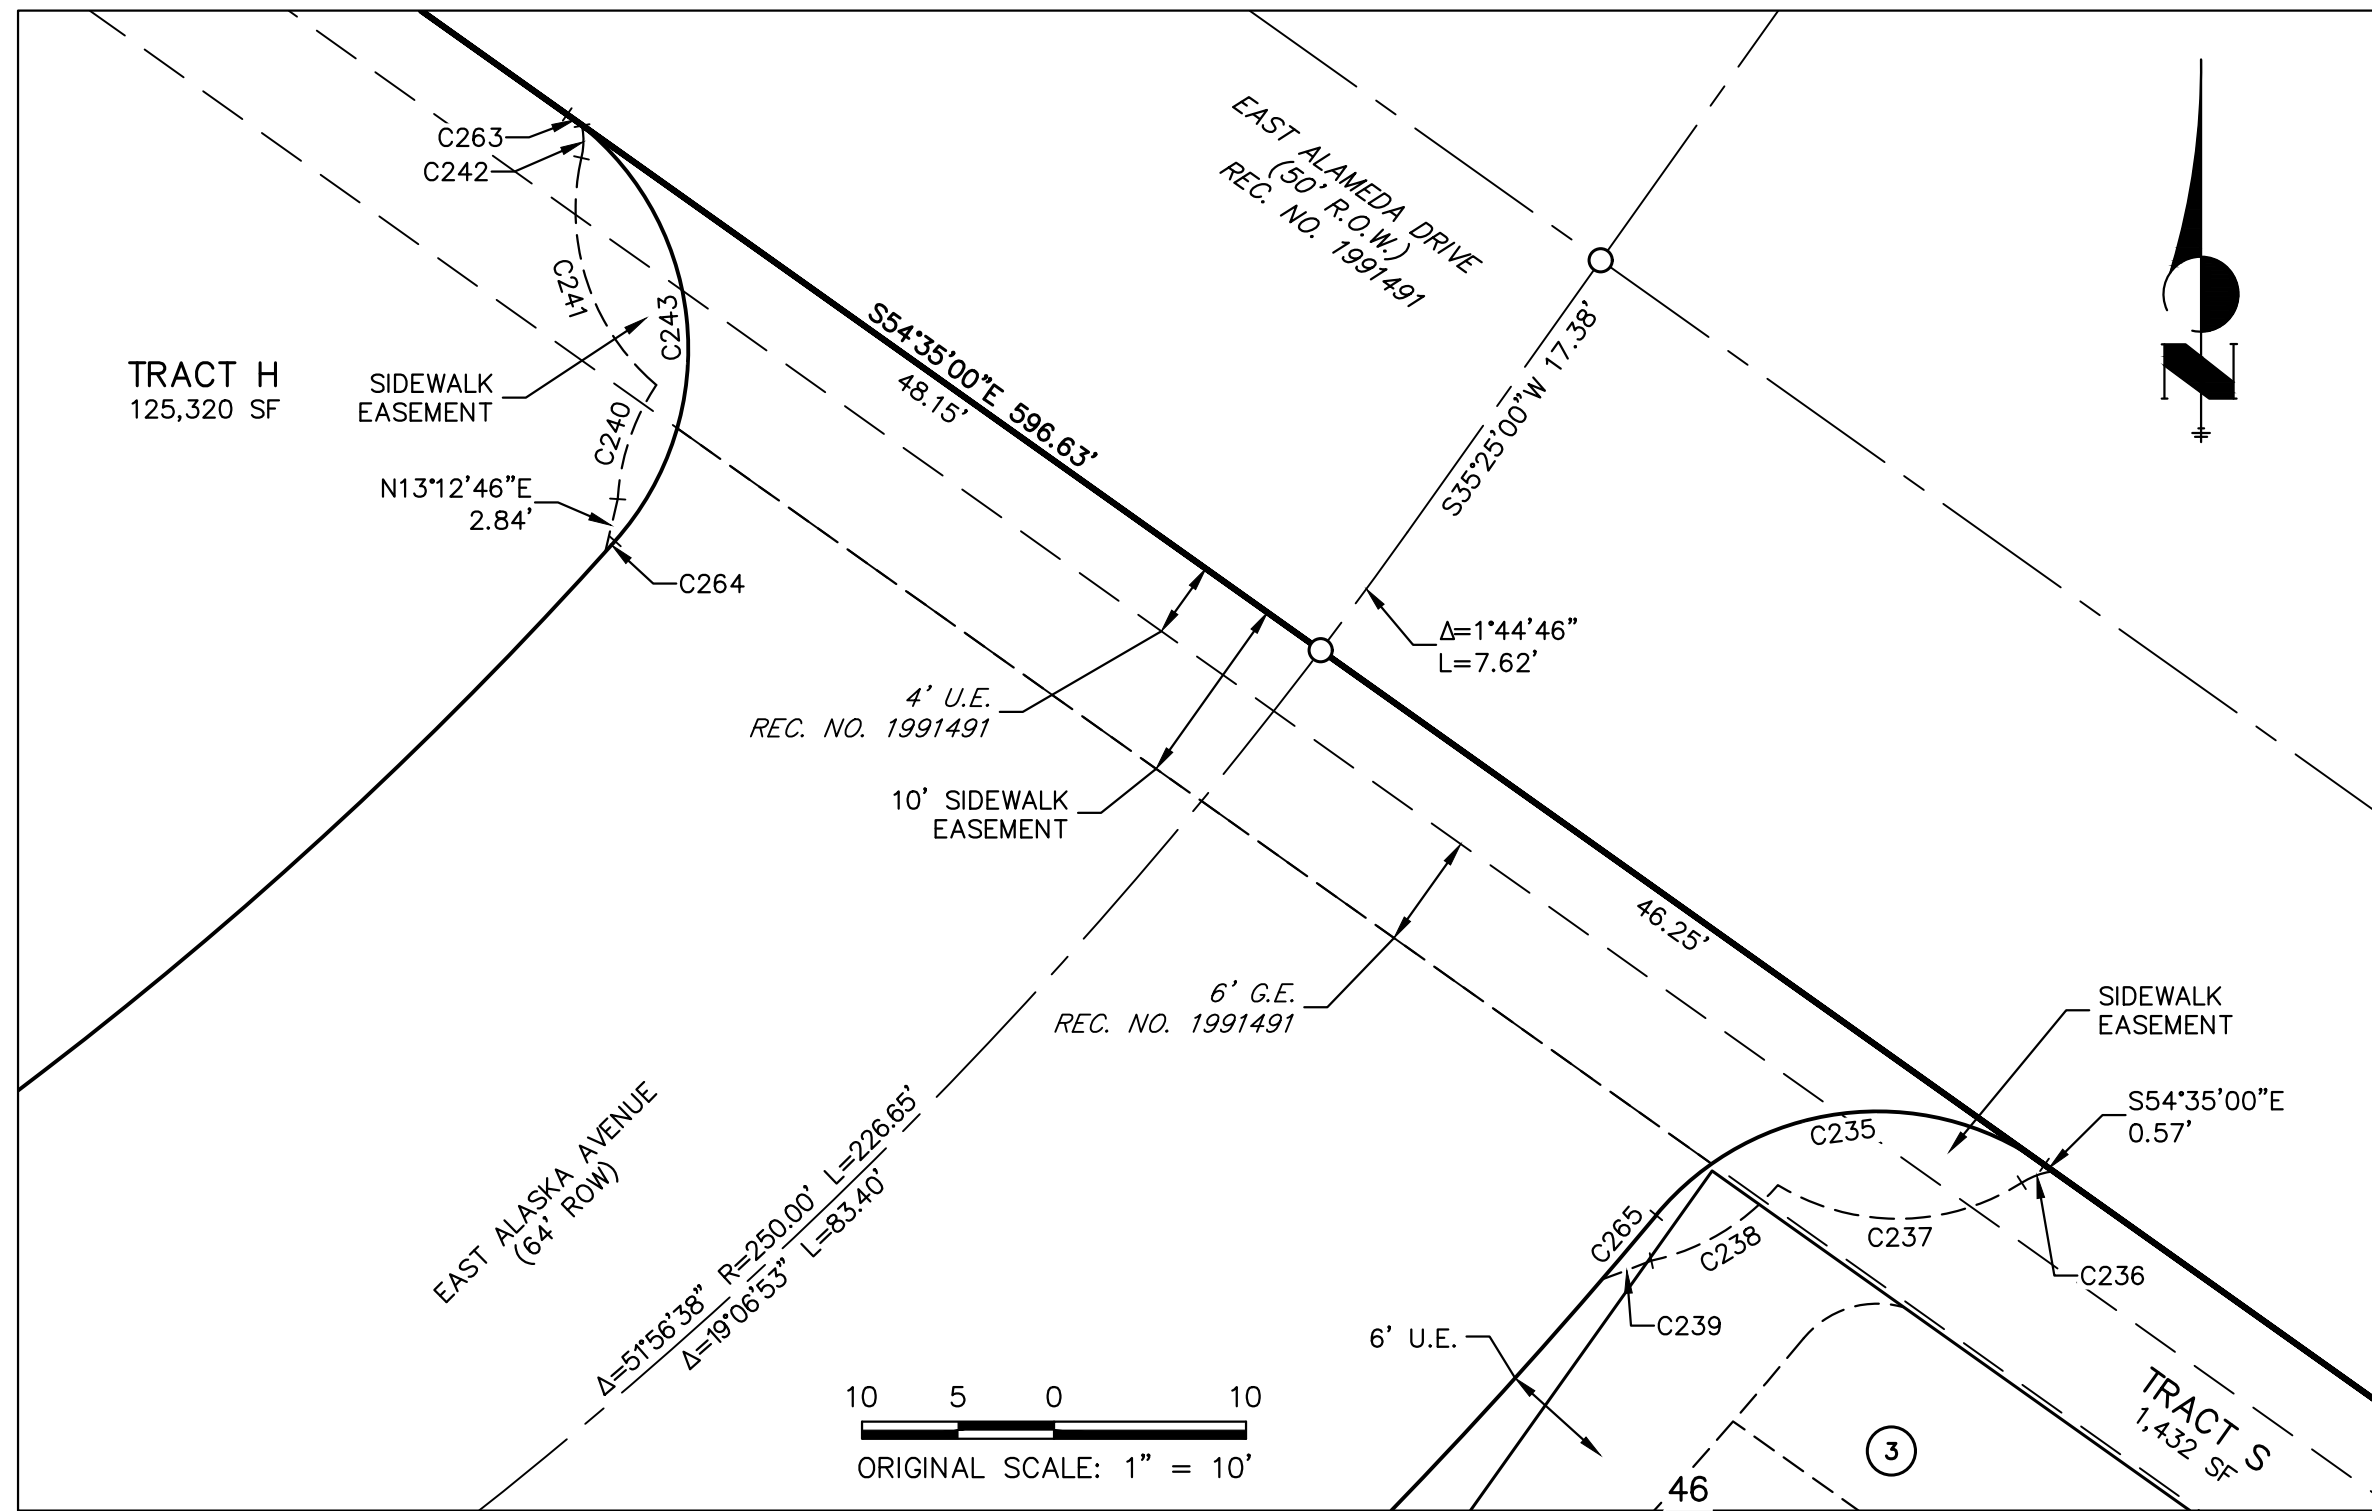 C263
C242
EAST ALAMEDA DRIVE
(50' R.O.W.)
REC. NO. 1991491
N
C241
C243
TRACT H
125,320 SF
SIDEWALK
EASEMENT
S54°35'00"E 596.63'
48.15'
S35°25'00"W 17.38'
C240
N13°12'46"E
2.84'
C264
Δ=1°44'46"
L=7.62'
4' U.E.
REC. NO. 1991491
10' SIDEWALK
EASEMENT
46.25'
6' G.E.
REC. NO. 1991491
SIDEWALK
EASEMENT
S54°35'00"E
0.57'
C235
EAST ALASKA AVENUE
(64' ROW)
Δ=51°56'38" R=250.00' L=226.65'
Δ=19°06'53" L=83.40'
C265
C238
C237
C236
C239
6' U.E.
TRACT S
1,432 SF
10 5 0 10
ORIGINAL SCALE: 1" = 10'
3
46